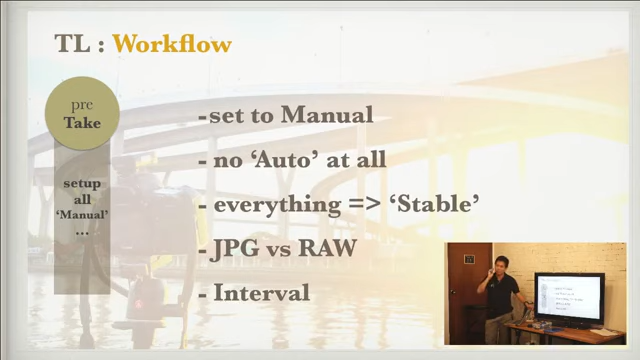 TL : Workflow
pre
Take
setup
all
‘Manual’
...
-set to Manual
- no ‘Auto’ at all
- everything => ‘Stable’
- JPG vs RAW
- Interval